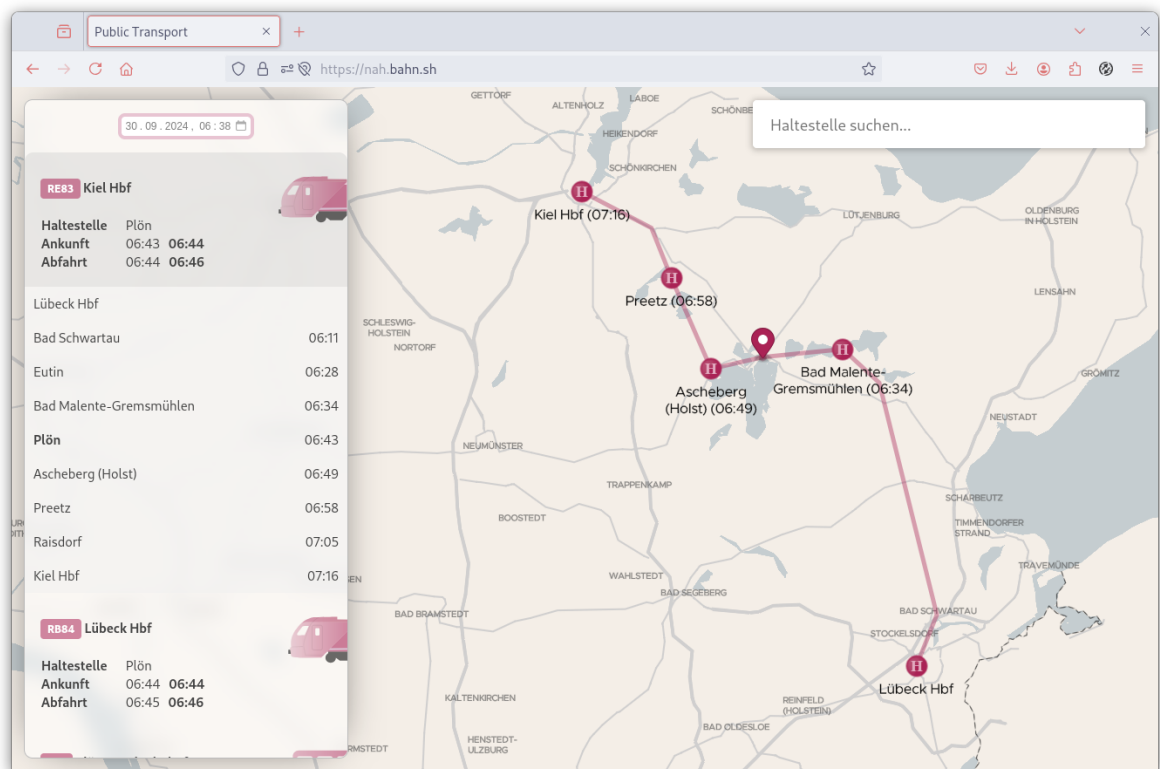 Public Transport
https://nah.bahn.sh
30 . 09 . 2024 , 06 : 38
RE83 Kiel Hbf
Haltestelle Plön
Ankunft 06:43 06:44
Abfahrt 06:44 06:46
Lübeck Hbf
Bad Schwartau 06:11
Eutin 06:28
Bad Malente-Gremsmühlen 06:34
Plön 06:43
Ascheberg (Holst) 06:49
Preetz 06:58
Raisdorf 07:05
Kiel Hbf 07:16
RB84 Lübeck Hbf
Haltestelle Plön
Ankunft 06:44 06:44
Abfahrt 06:45 06:46
Haltestelle suchen...
GETTORF
ALTENHOLZ
LABOE
HEIKENDORF
SCHÖNKIRCHEN
H
Kiel Hbf (07:16)
LÜTJENBURG
OLDENBURG
IN HOLSTEIN
H
Preetz (06:58)
LENSAHN
SCHLESWIG-
HOLSTEIN
NORTORF
H
Bad Malente-
Gremsmühlen (06:34)
H
Ascheberg
(Holst) (06:49)
GRÖMITZ
NEUSTADT
NEUMÜNSTER
TRAPPENKAMP
SCHARBEUTZ
BOOSTEDT
TIMMENDORFER
STRAND
TRAVEMÜNDE
WAHLSTEDT
BAD SEGEBERG
BAD BRAMSTEDT
BAD SCHWARTAU
STOCKELSDORF
H
Lübeck Hbf
KALTENKIRCHEN
REINFELD
(HOLSTEIN)
BAD OLDESLOE
HENSTEDT-
ULZBURG